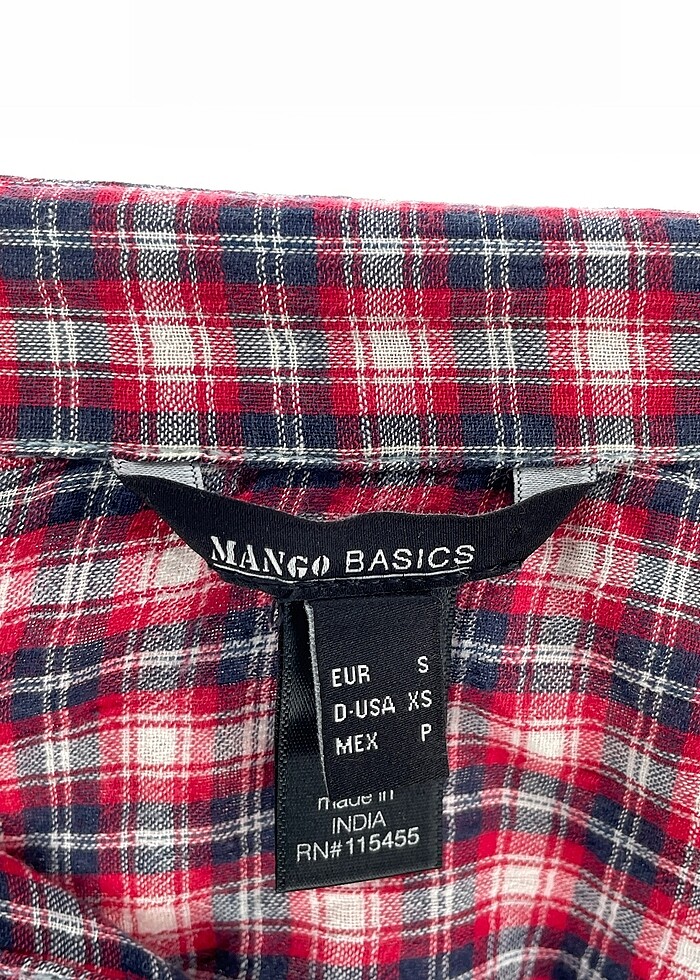 MANGO BASICS
EUR S
D-USA XS
MEX P
made in
INDIA
RN#115455